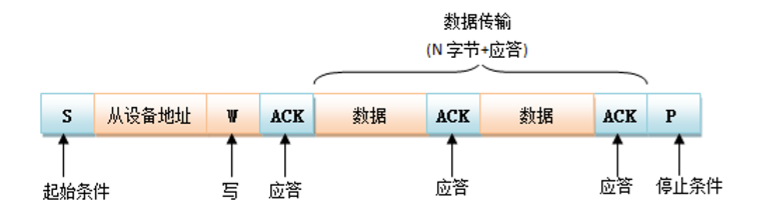 数据传输
(N 字节+应答)
S 从设备地址 W ACK 数据 ACK 数据 ACK P
起始条件 写 应答 应答 应答 停止条件